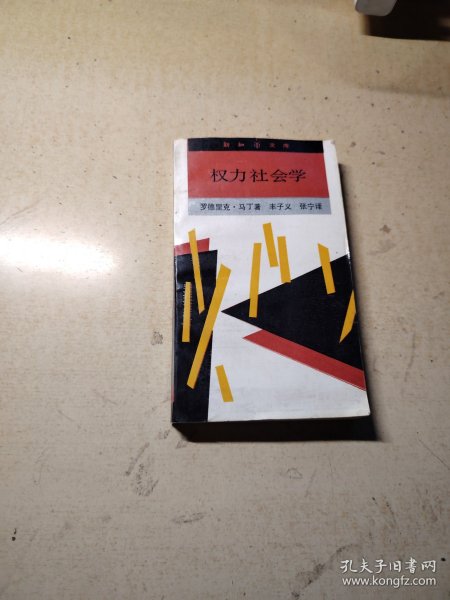 新知文库
权力社会学
罗德里克·马丁著 丰子义 张宁译
孔夫子旧书网
www.kongfz.com